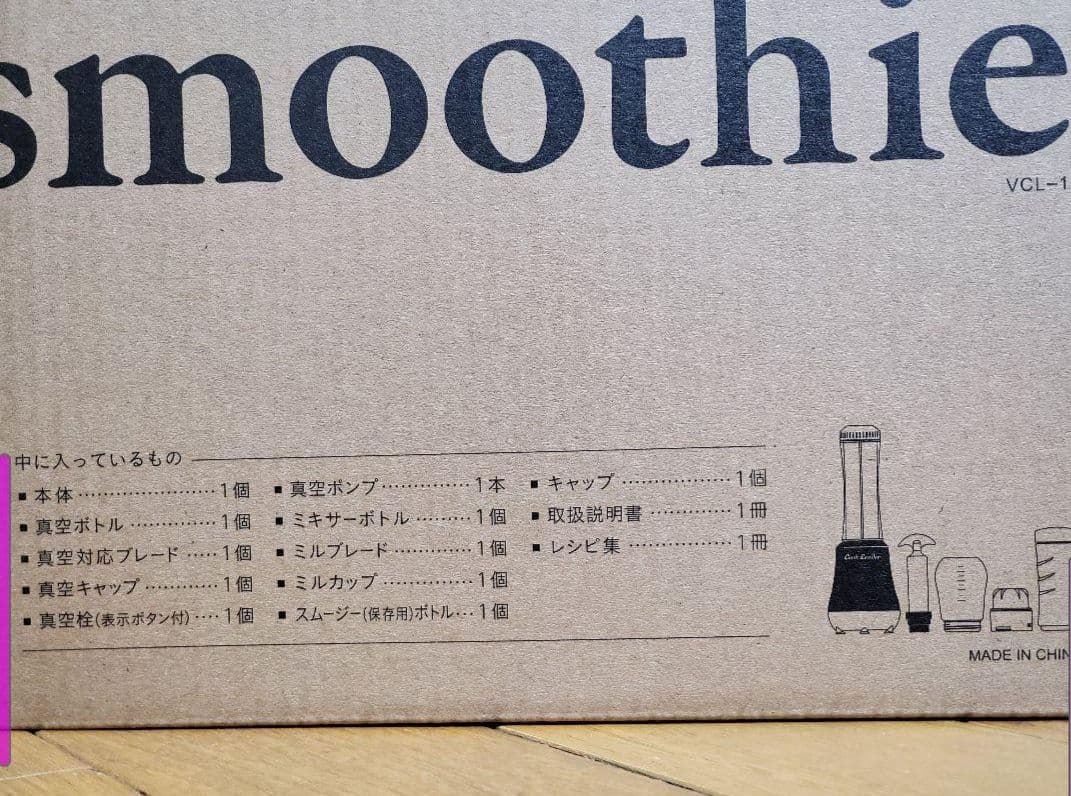 smoothie
VCL-1
中に入っているもの
■ 本体 ······················ 1個
■ 真空ボトル ·············· 1個
■ 真空対応ブレード ····· 1個
■ 真空キャップ ············ 1個
■ 真空栓(表示ボタン付) ···· 1個
■ 真空ポンプ ·············· 1本
■ ミキサーボトル ········· 1個
■ ミルブレード ············ 1個
■ ミルカップ ··············· 1個
■ スムージー(保存用)ボトル ··· 1個
■ キャップ ················· 1個
■ 取扱説明書 ············· 1冊
■ レシピ集 ················ 1冊
MADE IN CHIN